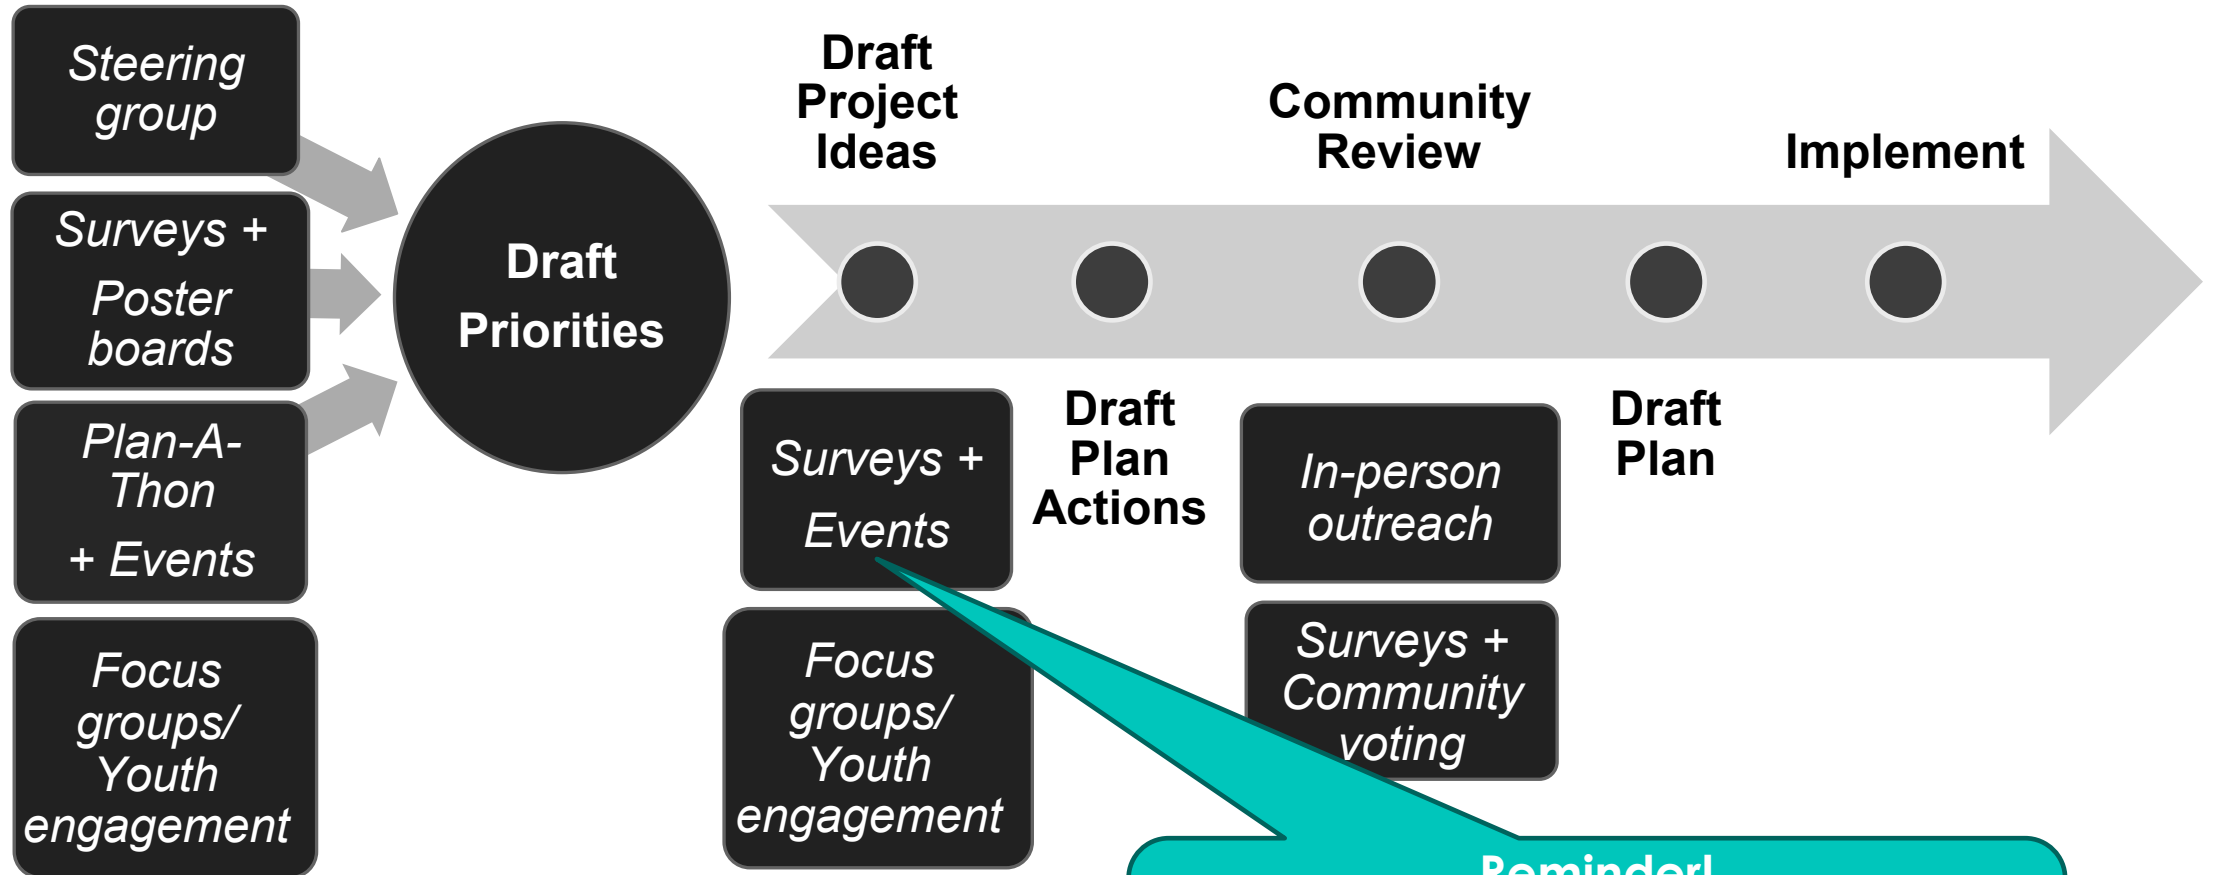 Steering
group
Surveys +
Poster
boards
Plan-A-
Thon
+ Events
Focus
groups/
Youth
engagement
Draft
Priorities
Draft
Project
Ideas
Community
Review
Implement
Surveys +
Events
Focus
groups/
Youth
engagement
Draft
Plan
Actions
In-person
outreach
Surveys +
Community
voting
Draft
Plan
Reminder!